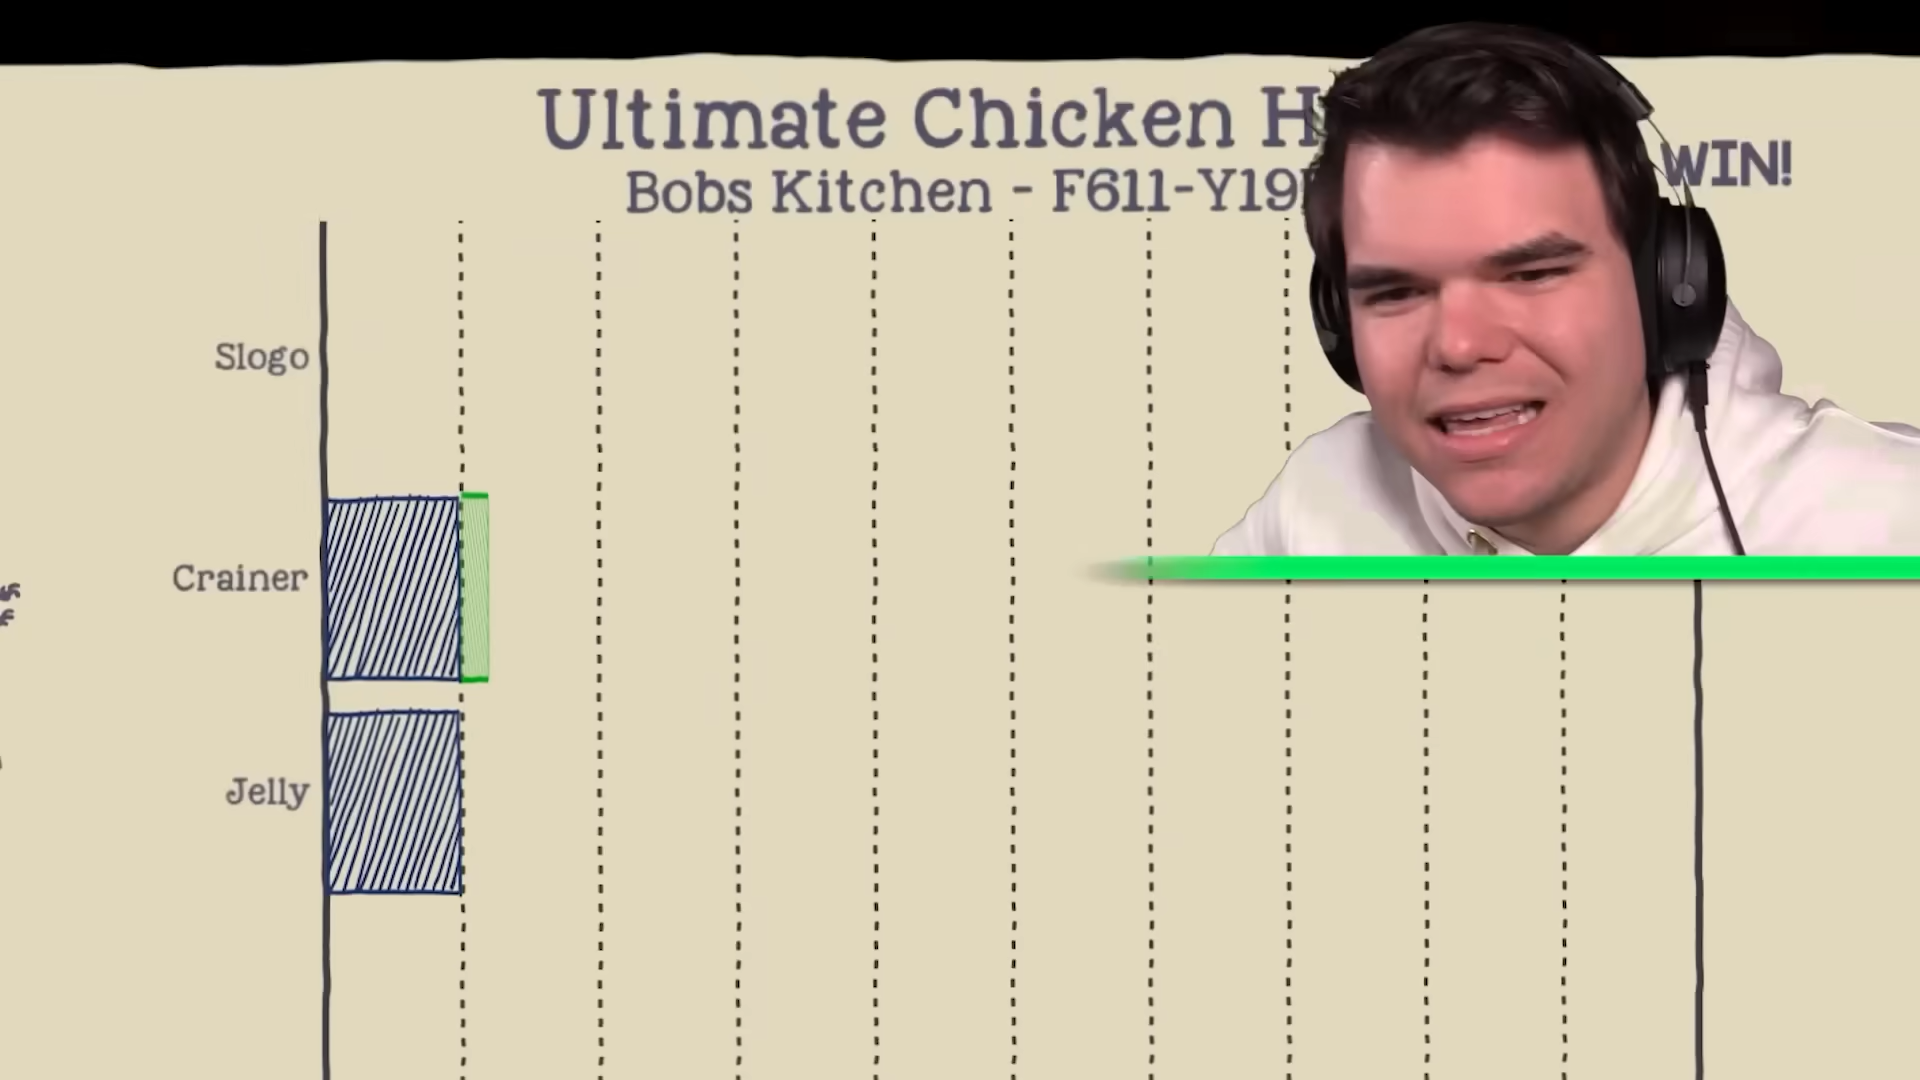 Ultimate Chicken
Bobs Kitchen - F611-Y19
WIN!
Slogo
Crainer
Jelly